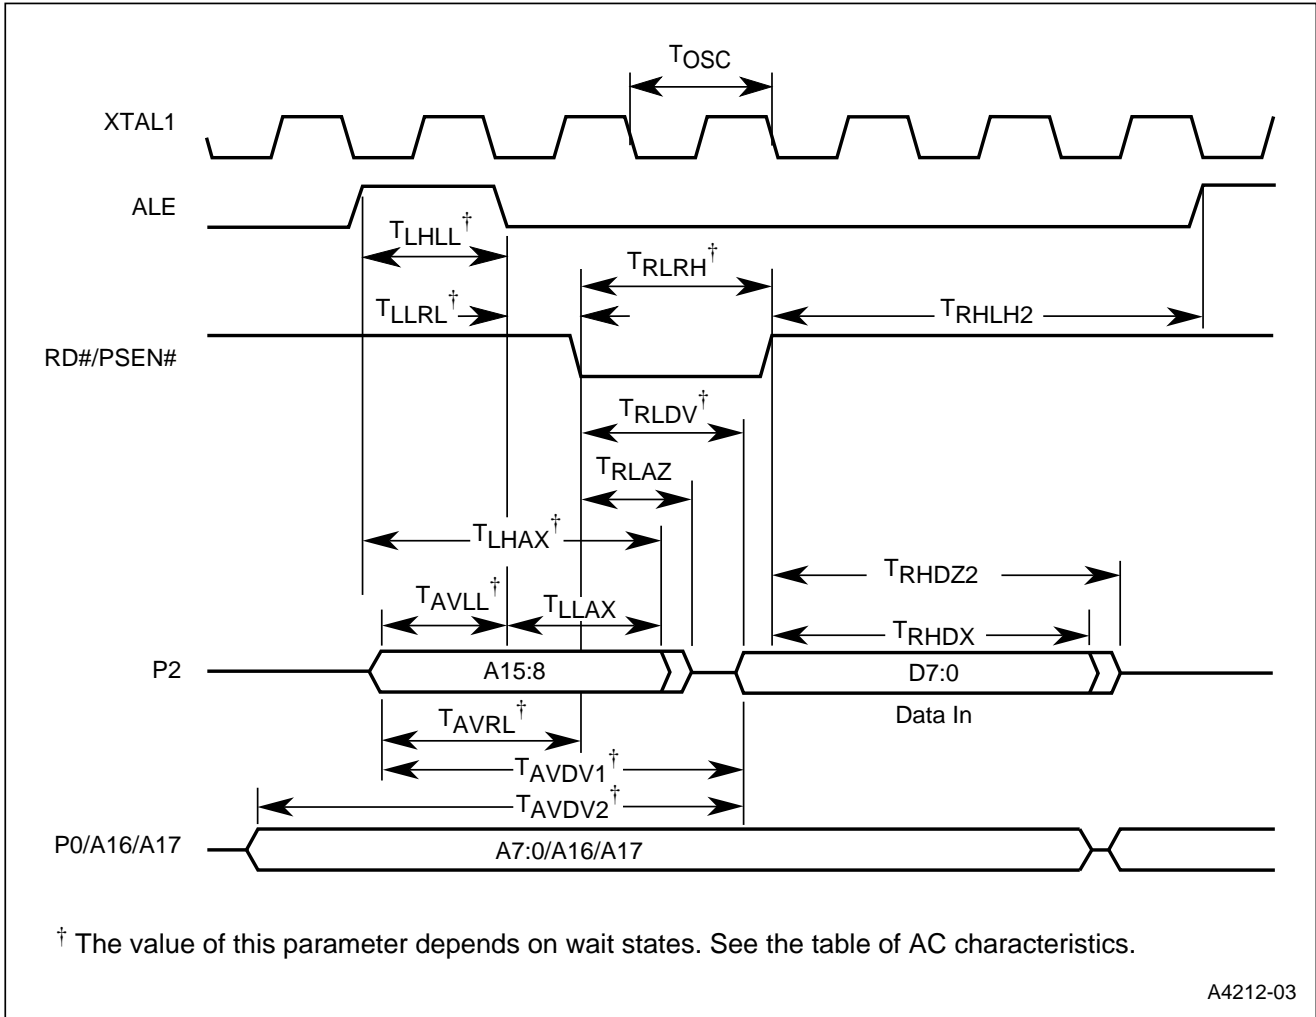 TOSC
XTAL1
ALE
TLHLL†
TRLRH†
TLLRL†
TRHLH2
RD#/PSEN#
TRLDV†
TRLAZ
TLHAX†
TRHDZ2
TAVLL†
TLLAX
TRHDX
P2
A15:8
D7:0
Data In
TAVRL†
TAVDV1†
TAVDV2†
P0/A16/A17
A7:0/A16/A17
† The value of this parameter depends on wait states. See the table of AC characteristics.
A4212-03